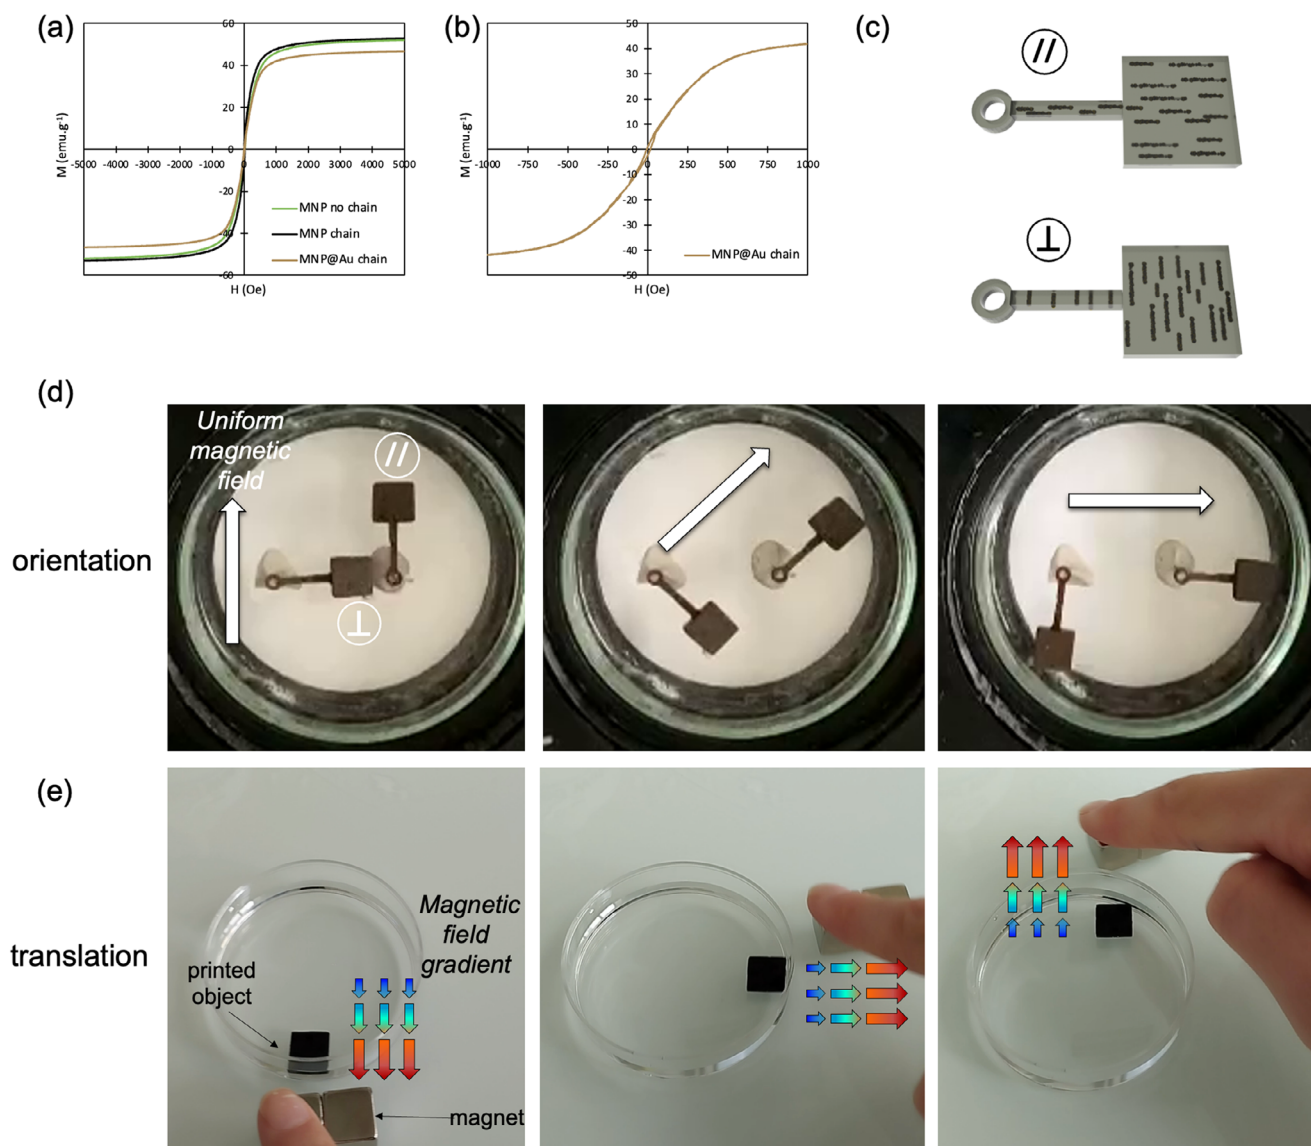 (a)
60
40
20
-5000 -4000 -3000 -2000 -1000 0 1000 2000 3000 4000 5000
-20
-40
-60
M (emu.g⁻¹)
H (Oe)
MNP no chain
MNP chain
MNP@Au chain
(b)
50
40
30
20
10
0
-1000 -750 -500 -250 0 250 500 750 1000
-10
-20
-30
-40
-50
M (emu.g⁻¹)
H (Oe)
MNP@Au chain
(c)
//
⊥
(d)
orientation
Uniform
magnetic
field
//
⊥
(e)
translation
printed
object
Magnetic
field
gradient
magnet